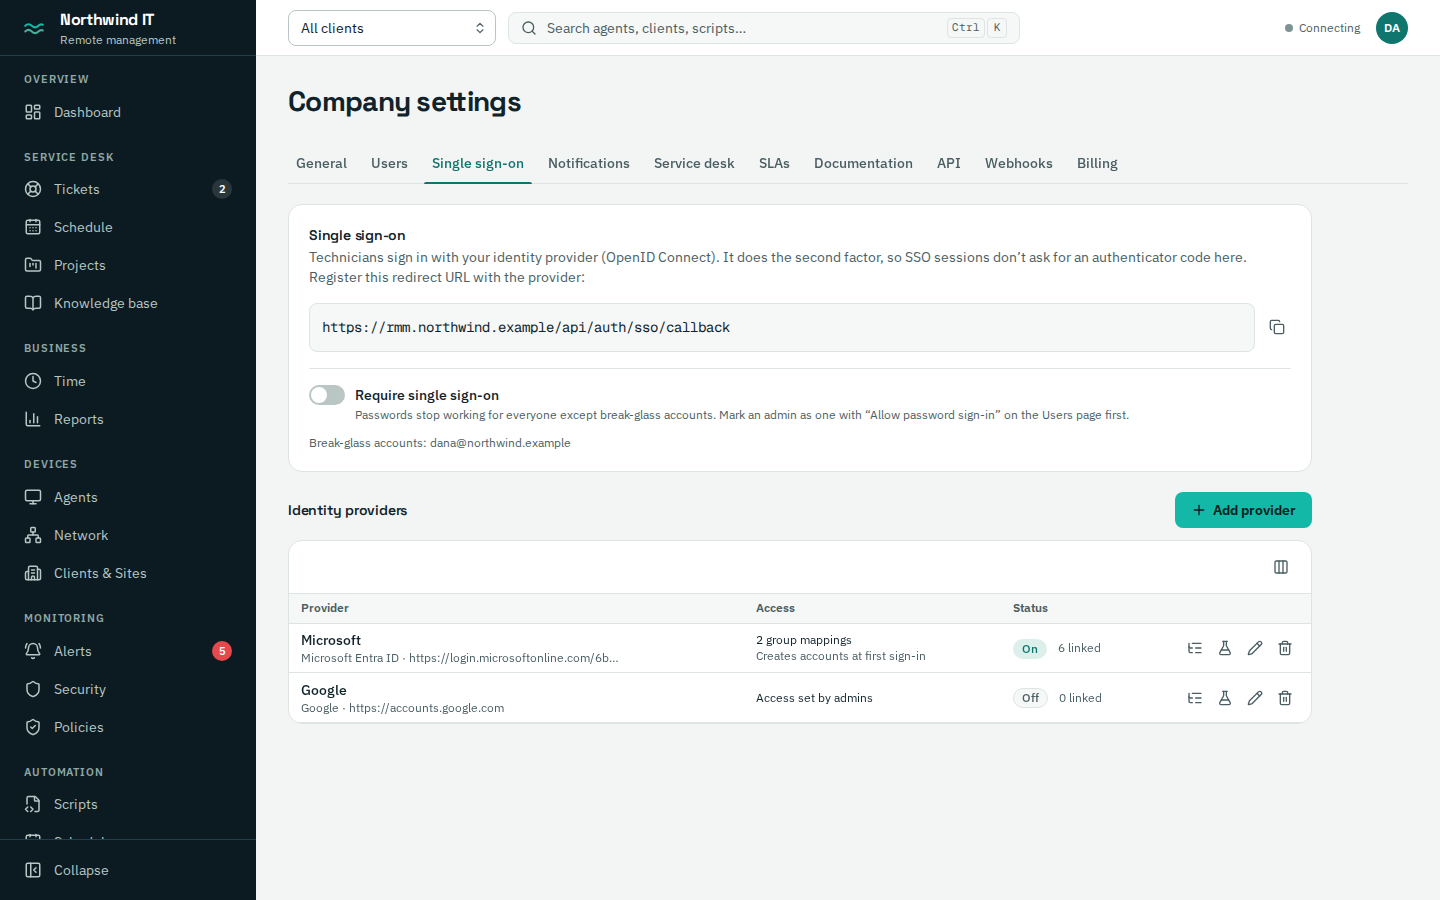 Northwind IT
Remote management
OVERVIEW
Dashboard
SERVICE DESK
Tickets 2
Schedule
Projects
Knowledge base
BUSINESS
Time
Reports
DEVICES
Agents
Network
Clients & Sites
MONITORING
Alerts 5
Security
Policies
AUTOMATION
Scripts
Collapse
All clients
Search agents, clients, scripts... Ctrl K
Connecting DA
Company settings
General Users Single sign-on Notifications Service desk SLAs Documentation API Webhooks Billing
Single sign-on
Technicians sign in with your identity provider (OpenID Connect). It does the second factor, so SSO sessions don’t ask for an authenticator code here.
Register this redirect URL with the provider:
https://rmm.northwind.example/api/auth/sso/callback
Require single sign-on
Passwords stop working for everyone except break-glass accounts. Mark an admin as one with “Allow password sign-in” on the Users page first.
Break-glass accounts: dana@northwind.example
Identity providers
Add provider
Provider Access Status
Microsoft
Microsoft Entra ID · https://login.microsoftonline.com/6b...
2 group mappings
Creates accounts at first sign-in
On 6 linked
Google
Google · https://accounts.google.com
Access set by admins
Off 0 linked